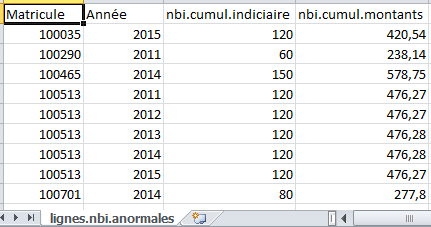 Matricule Année nbi.cumul.indiciaire nbi.cumul.montants
100035 2015 120 420,54
100290 2011 60 238,14
100465 2014 150 578,75
100513 2011 120 476,27
100513 2012 120 476,27
100513 2013 120 476,28
100513 2014 120 476,28
100513 2015 120 476,27
100701 2014 80 277,8
lignes.nbi.anormales